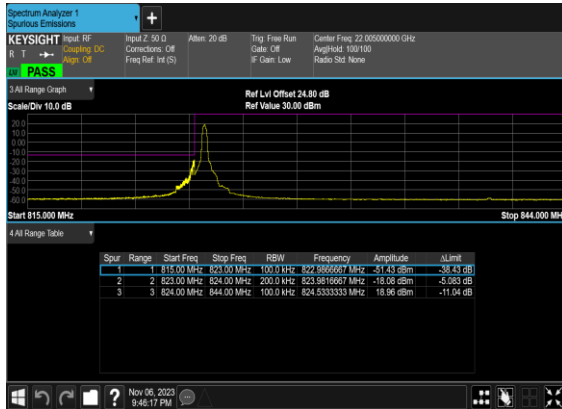 Spectrum Analyzer 1
Spurious Emissions
+
KEYSIGHT
R T
Input: RF
Coupling: DC
Align: Off
Input Z: 50 Ω
Corrections: Off
Freq Ref: Int (S)
Atten: 20 dB
Trig: Free Run
Gate: Off
IF Gain: Low
Center Freq: 22.005000000 GHz
Avg|Hold: 100/100
Radio Std: None
PASS
3 All Range Graph
Scale/Div 10.0 dB
Ref Lvl Offset 24.80 dB
Ref Value 30.00 dBm
20.0
10.0
0.00
-10.0
-20.0
-30.0
-40.0
-50.0
-60.0
Start 815.000 MHz
Stop 844.000 MHz
4 All Range Table
Spur Range Start Freq Stop Freq RBW Frequency Amplitude ΔLimit
1 1 815.00 MHz 823.00 MHz 100.0 kHz 822.9866667 MHz -51.43 dBm -38.43 dB
2 2 823.00 MHz 824.00 MHz 200.0 kHz 823.9816667 MHz -18.08 dBm -5.083 dB
3 3 824.00 MHz 844.00 MHz 100.0 kHz 824.5333333 MHz 18.96 dBm -11.04 dB
?
Nov 06, 2023
9:46:17 PM